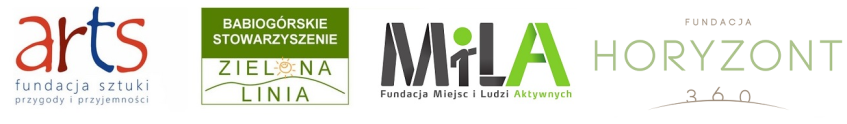 arts
fundacja sztuki
przygody i przyjemności
BABIOGÓRSKIE
STOWARZYSZENIE
ZIELONA
LINIA
MiLA
Fundacja Miejsc i Ludzi Aktywnych
FUNDACJA
HORYZONT
360